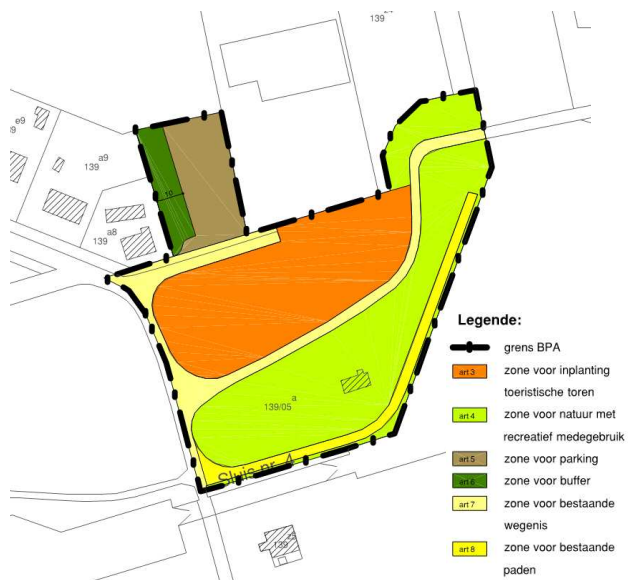 139
e9
a9
139
10
a8
139
Legende:
grens BPA
art 3 zone voor inplanting
toeristische toren
a
139/05
art 4 zone voor natuur met
recreatief medegebruik
art 5 zone voor parking
art 6 zone voor buffer
Sluis nr. 4
art 7 zone voor bestaande
wegenis
art 8 zone voor bestaande
paden